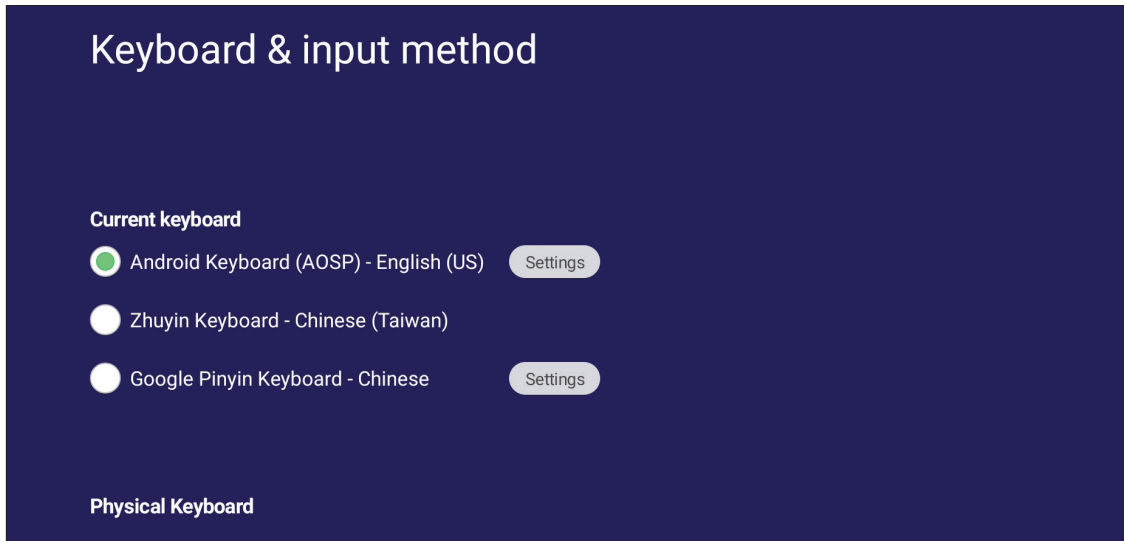 Keyboard & input method
Current keyboard
Android Keyboard (AOSP) - English (US) Settings
Zhuyin Keyboard - Chinese (Taiwan)
Google Pinyin Keyboard - Chinese Settings
Physical Keyboard